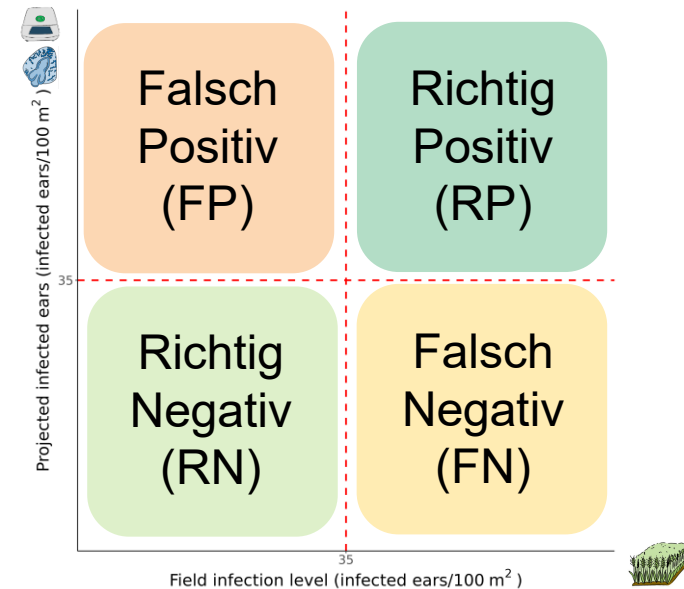 Falsch
Positiv
(FP)
Richtig
Positiv
(RP)
Projected infected ears (infected ears/100 m²)
35
Richtig
Negativ
(RN)
Falsch
Negativ
(FN)
35
Field infection level (infected ears/100 m²)